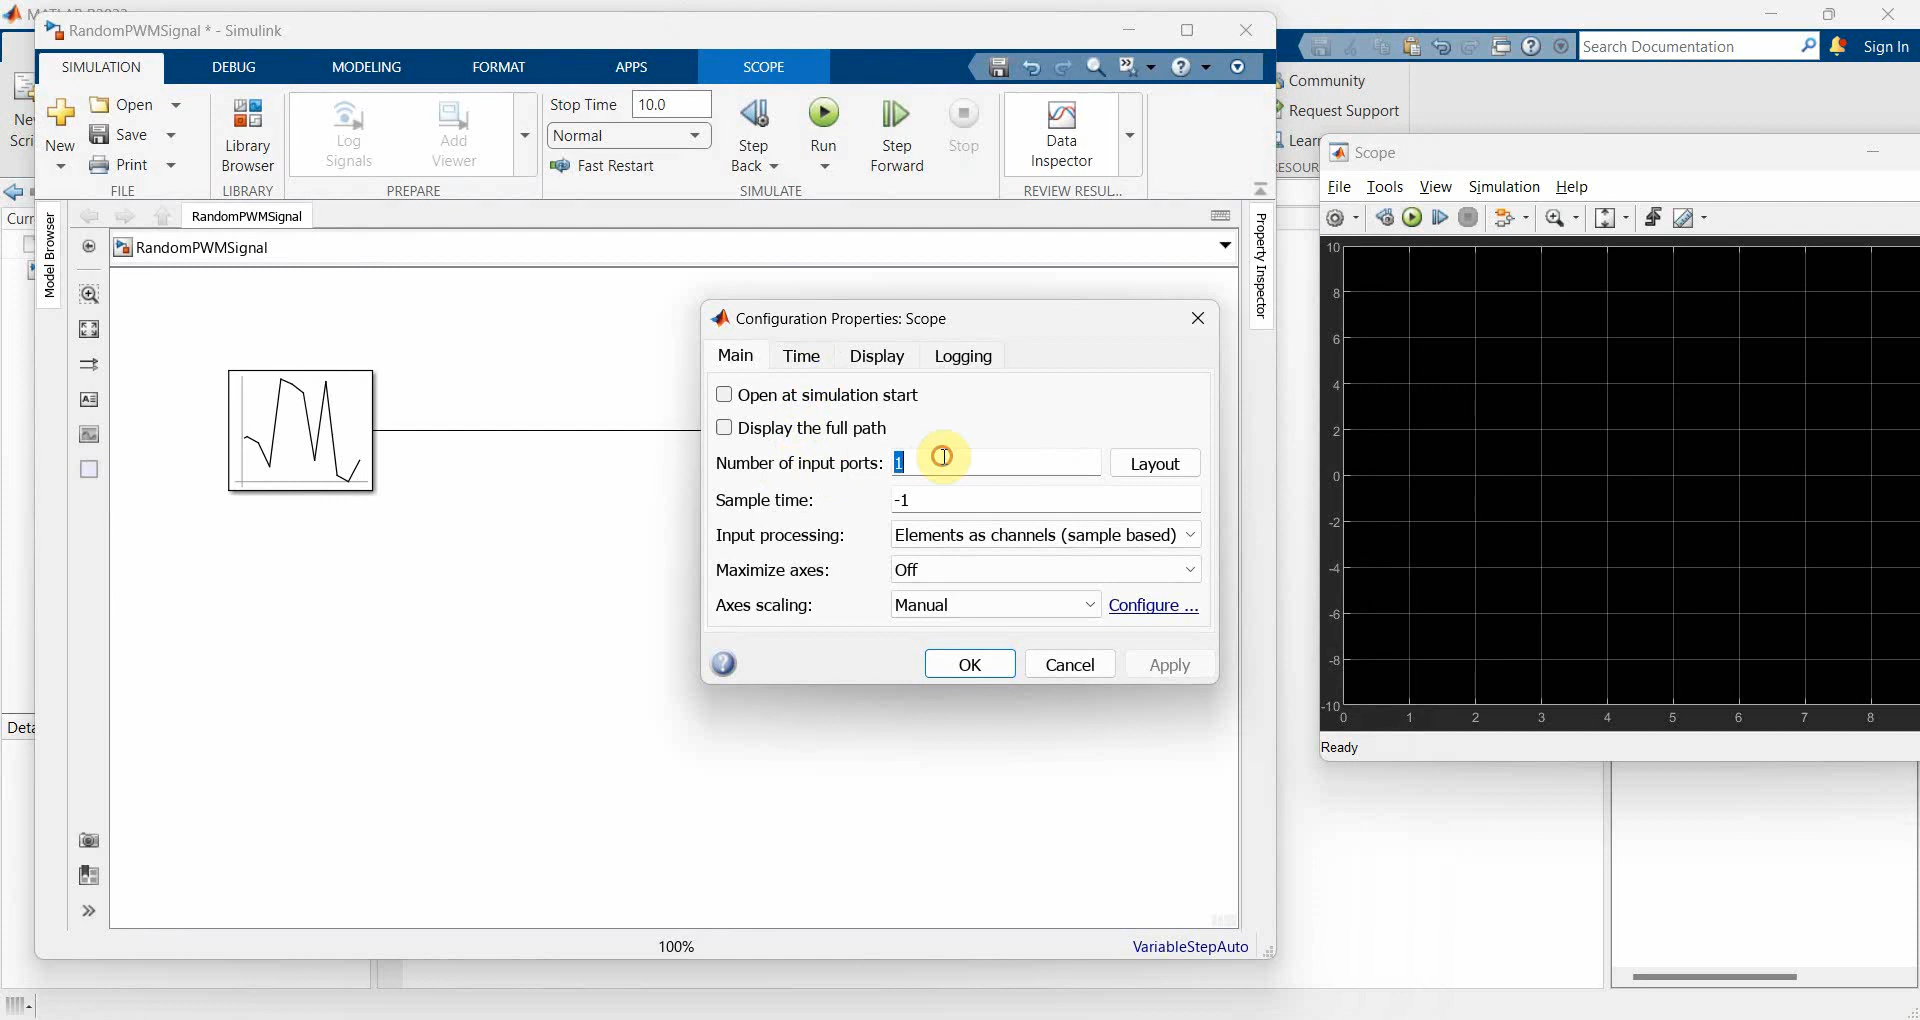 RandomPWMSignal * - Simulink
SIMULATION DEBUG MODELING FORMAT APPS SCOPE
Search Documentation
Sign In
New
Open
Save
Print
FILE
Library
Browser
LIBRARY
Log
Signals
Add
Viewer
PREPARE
Stop Time 10.0
Normal
Fast Restart
Step
Back
Run
Step
Forward
Stop
SIMULATE
Data
Inspector
REVIEW RESUL...
Community
Request Support
Model Browser
RandomPWMSignal
RandomPWMSignal
Property Inspector
Configuration Properties: Scope
Main Time Display Logging
Open at simulation start
Display the full path
Number of input ports: 1 Layout
Sample time: -1
Input processing: Elements as channels (sample based)
Maximize axes: Off
Axes scaling: Manual Configure ...
OK Cancel Apply
100%
VariableStepAuto
Scope
File Tools View Simulation Help
10
8
6
4
2
0
-2
-4
-6
-8
-10
0 1 2 3 4 5 6 7 8
Ready